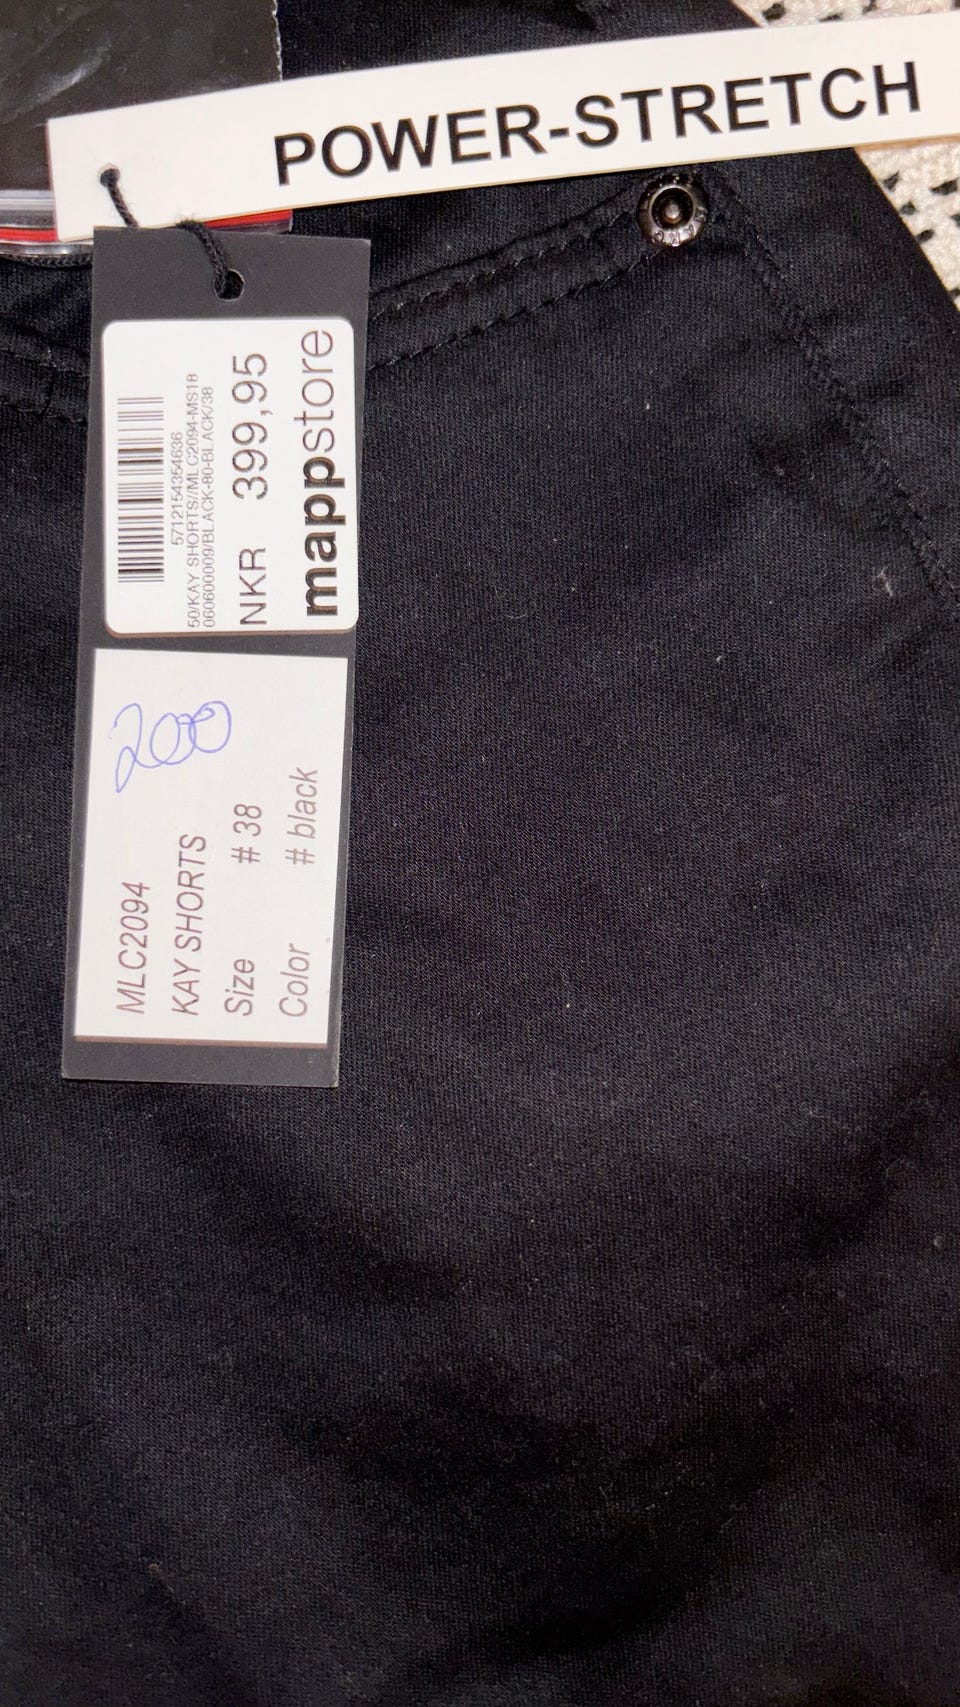 POWER-STRETCH
5712154354636
50/KAY SHORTS//MLC2094-MS18
060600009/BLACK-80-BLACK/38
NKR 399,95
mappstore
200
MLC2094
KAY SHORTS
Size # 38
Color # black